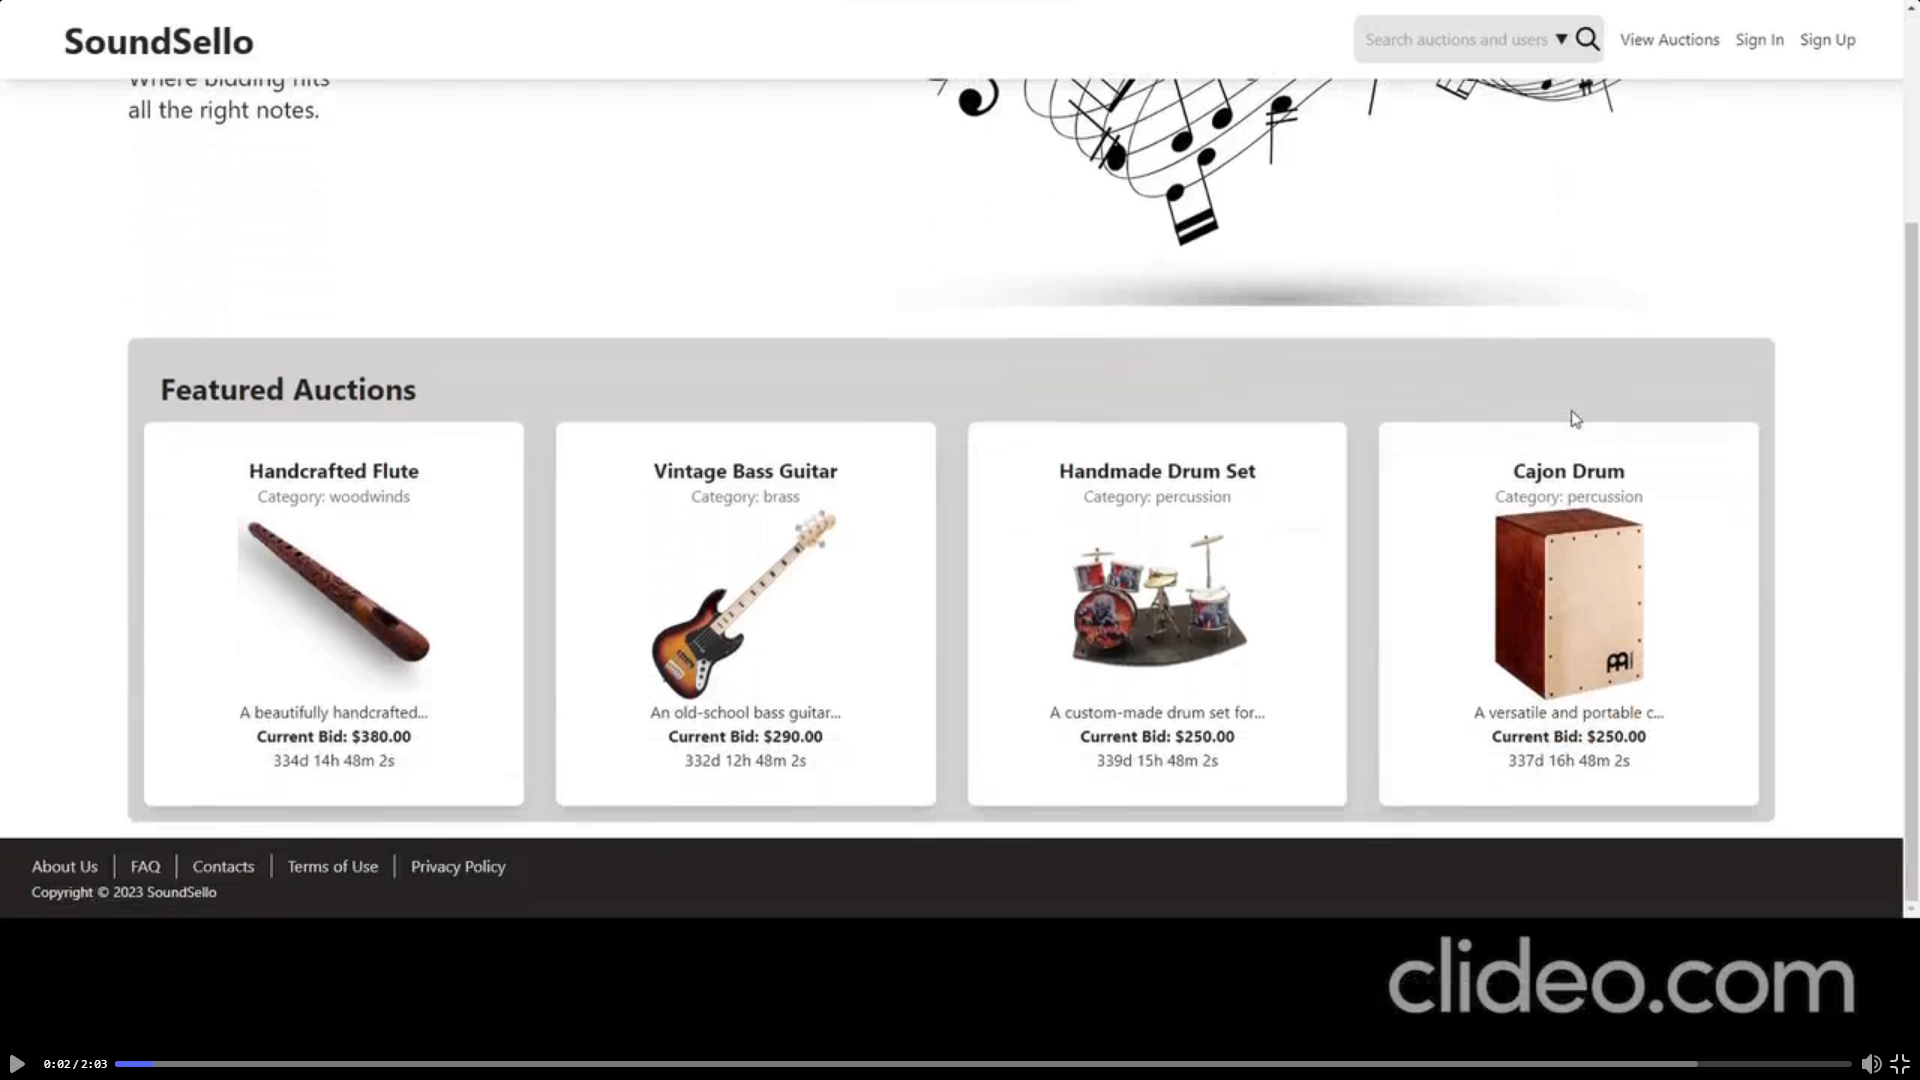 SoundSello
Search auctions and users
View Auctions
Sign In
Sign Up
Where bidding hits
all the right notes.
Featured Auctions
Handcrafted Flute
Category: woodwinds
A beautifully handcrafted...
Current Bid: $380.00
334d 14h 48m 2s
Vintage Bass Guitar
Category: brass
An old-school bass guitar...
Current Bid: $290.00
332d 12h 48m 2s
Handmade Drum Set
Category: percussion
A custom-made drum set for...
Current Bid: $250.00
339d 15h 48m 2s
Cajon Drum
Category: percussion
A versatile and portable c...
Current Bid: $250.00
337d 16h 48m 2s
About Us
FAQ
Contacts
Terms of Use
Privacy Policy
Copyright © 2023 SoundSello
clideo.com
0:02/2:03